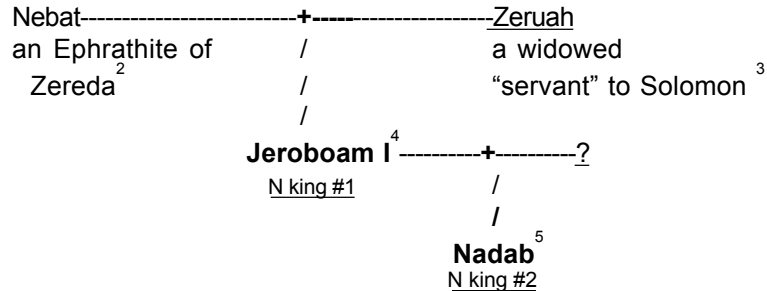 Nebat--------------------------+-----------------------Zeruah
an Ephrathite of / a widowed
Zereda2 / “servant” to Solomon 3
/
Jeroboam I4----------+----------?
N king #1 /
/
Nadab5
N king #2